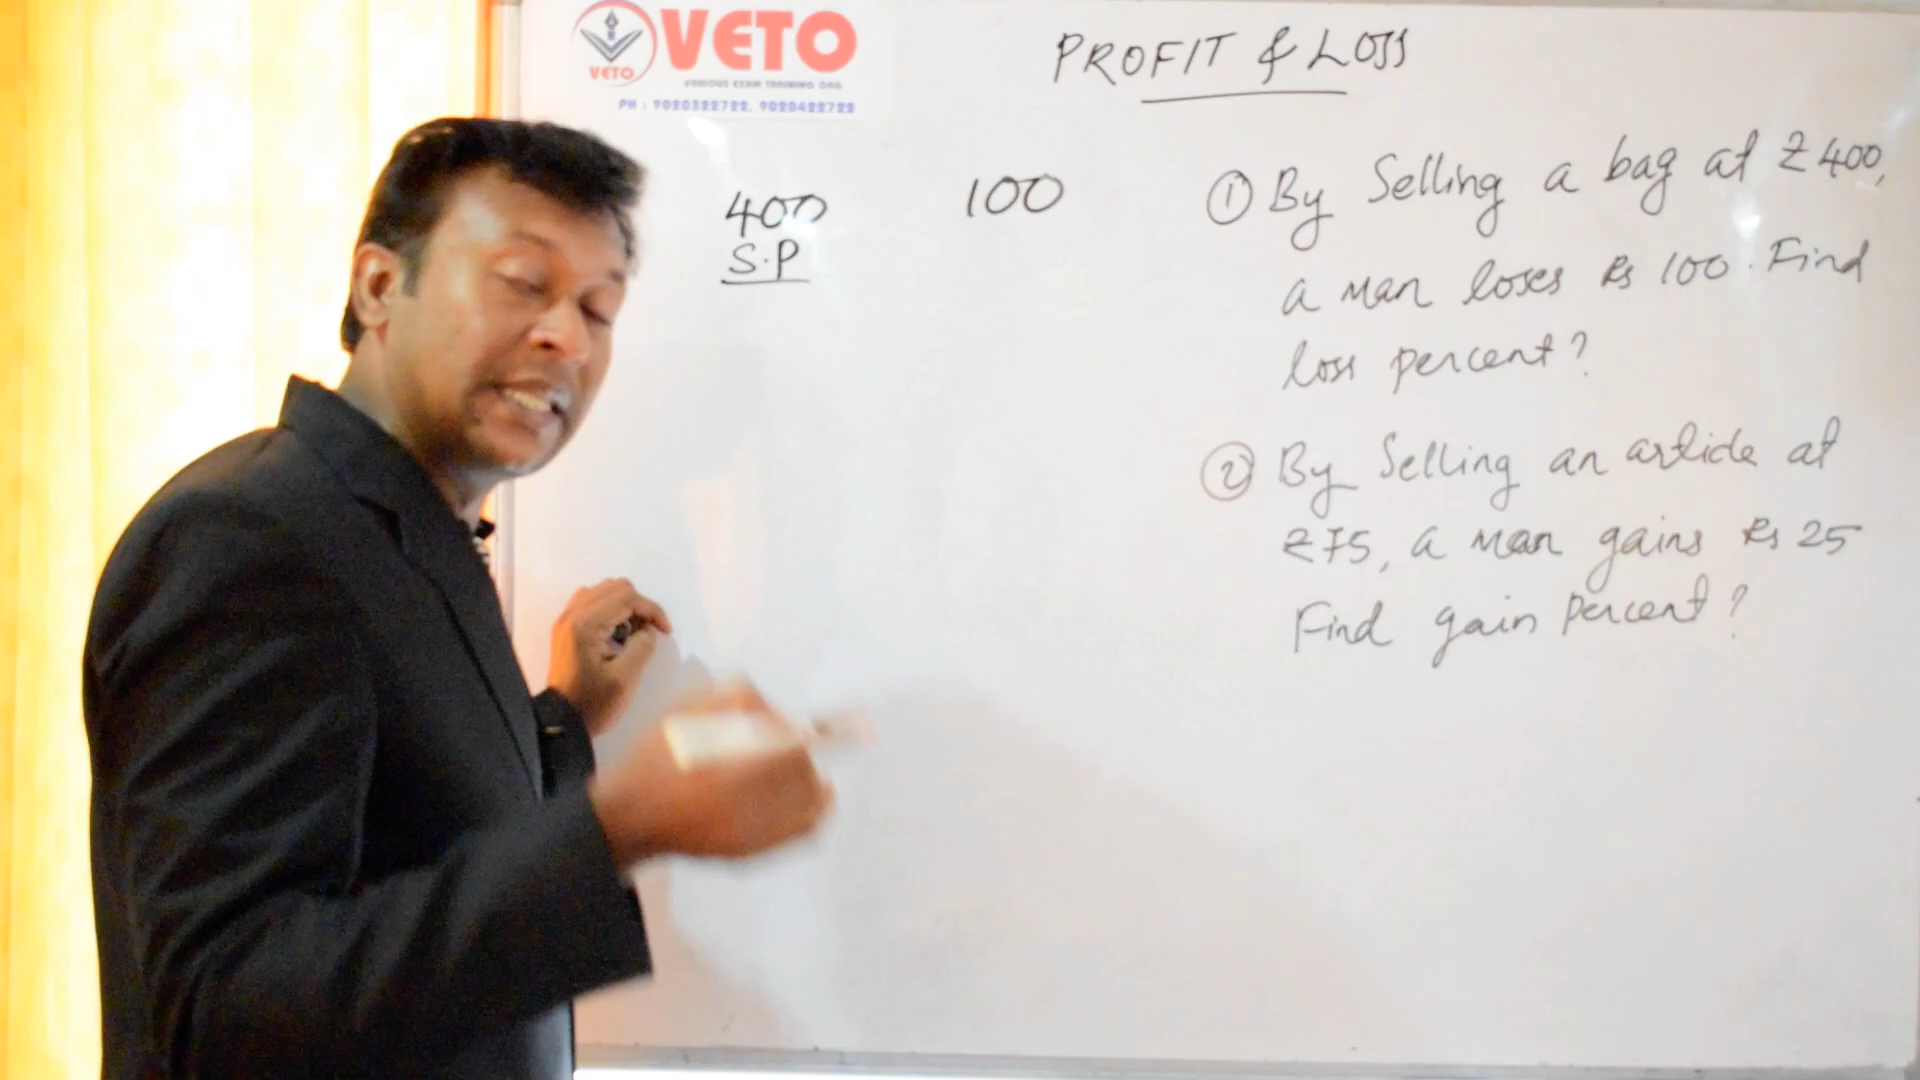 VETO
VETO
VARIOUS EXAM TRAINING ORG
PH : 9020322722, 9020422722
PROFIT & LOSS
400
S.P
100
① By Selling a bag at ₹ 400,
a man loses Rs 100. Find
loss percent?
② By Selling an article at
₹75, a man gains Rs 25
Find gain percent?